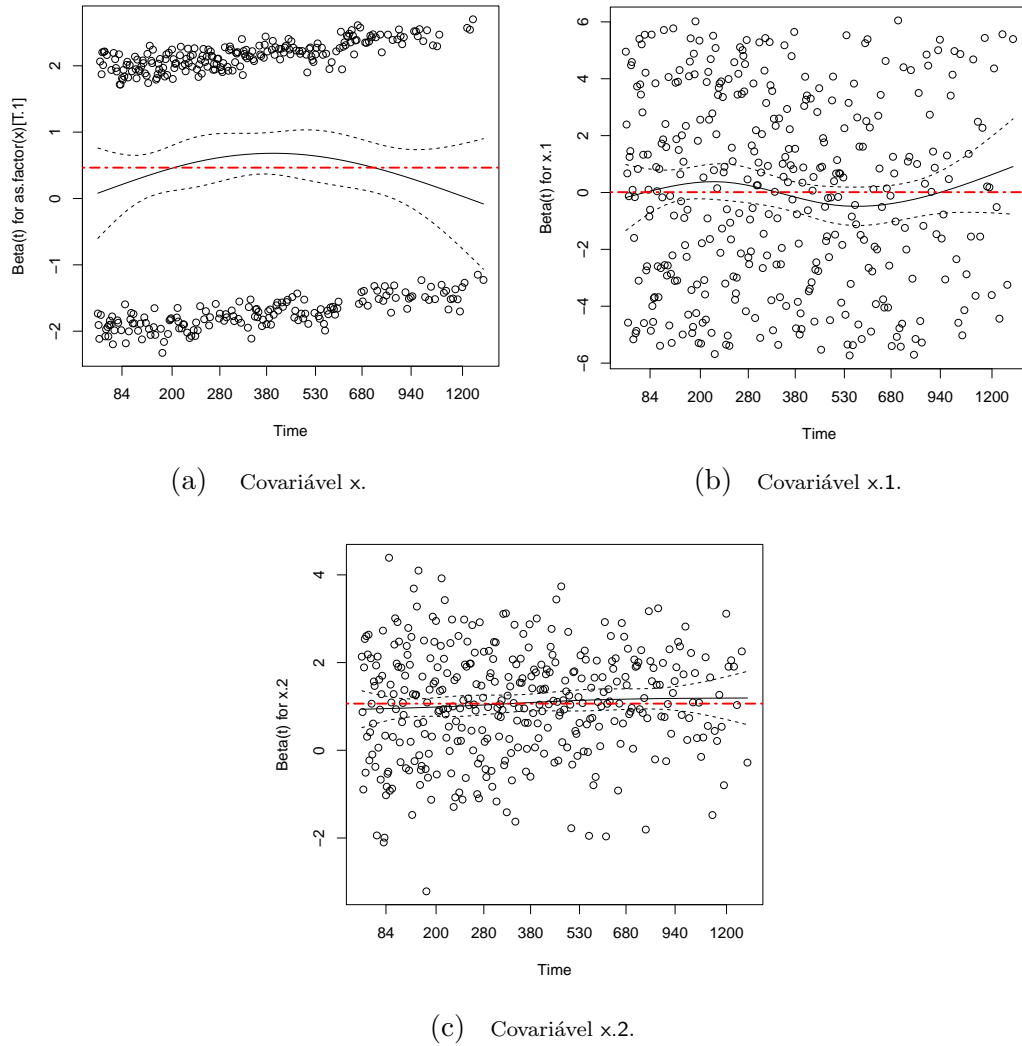 Beta(t) for as.factor(x)[T.1]
2
1
0
−1
−2
84 200 280 380 530 680 940 1200
Time
(a) Covariável x.
Beta(t) for x.1
6
4
2
0
−2
−4
−6
84 200 280 380 530 680 940 1200
Time
(b) Covariável x.1.
Beta(t) for x.2
4
2
0
−2
84 200 280 380 530 680 940 1200
Time
(c) Covariável x.2.